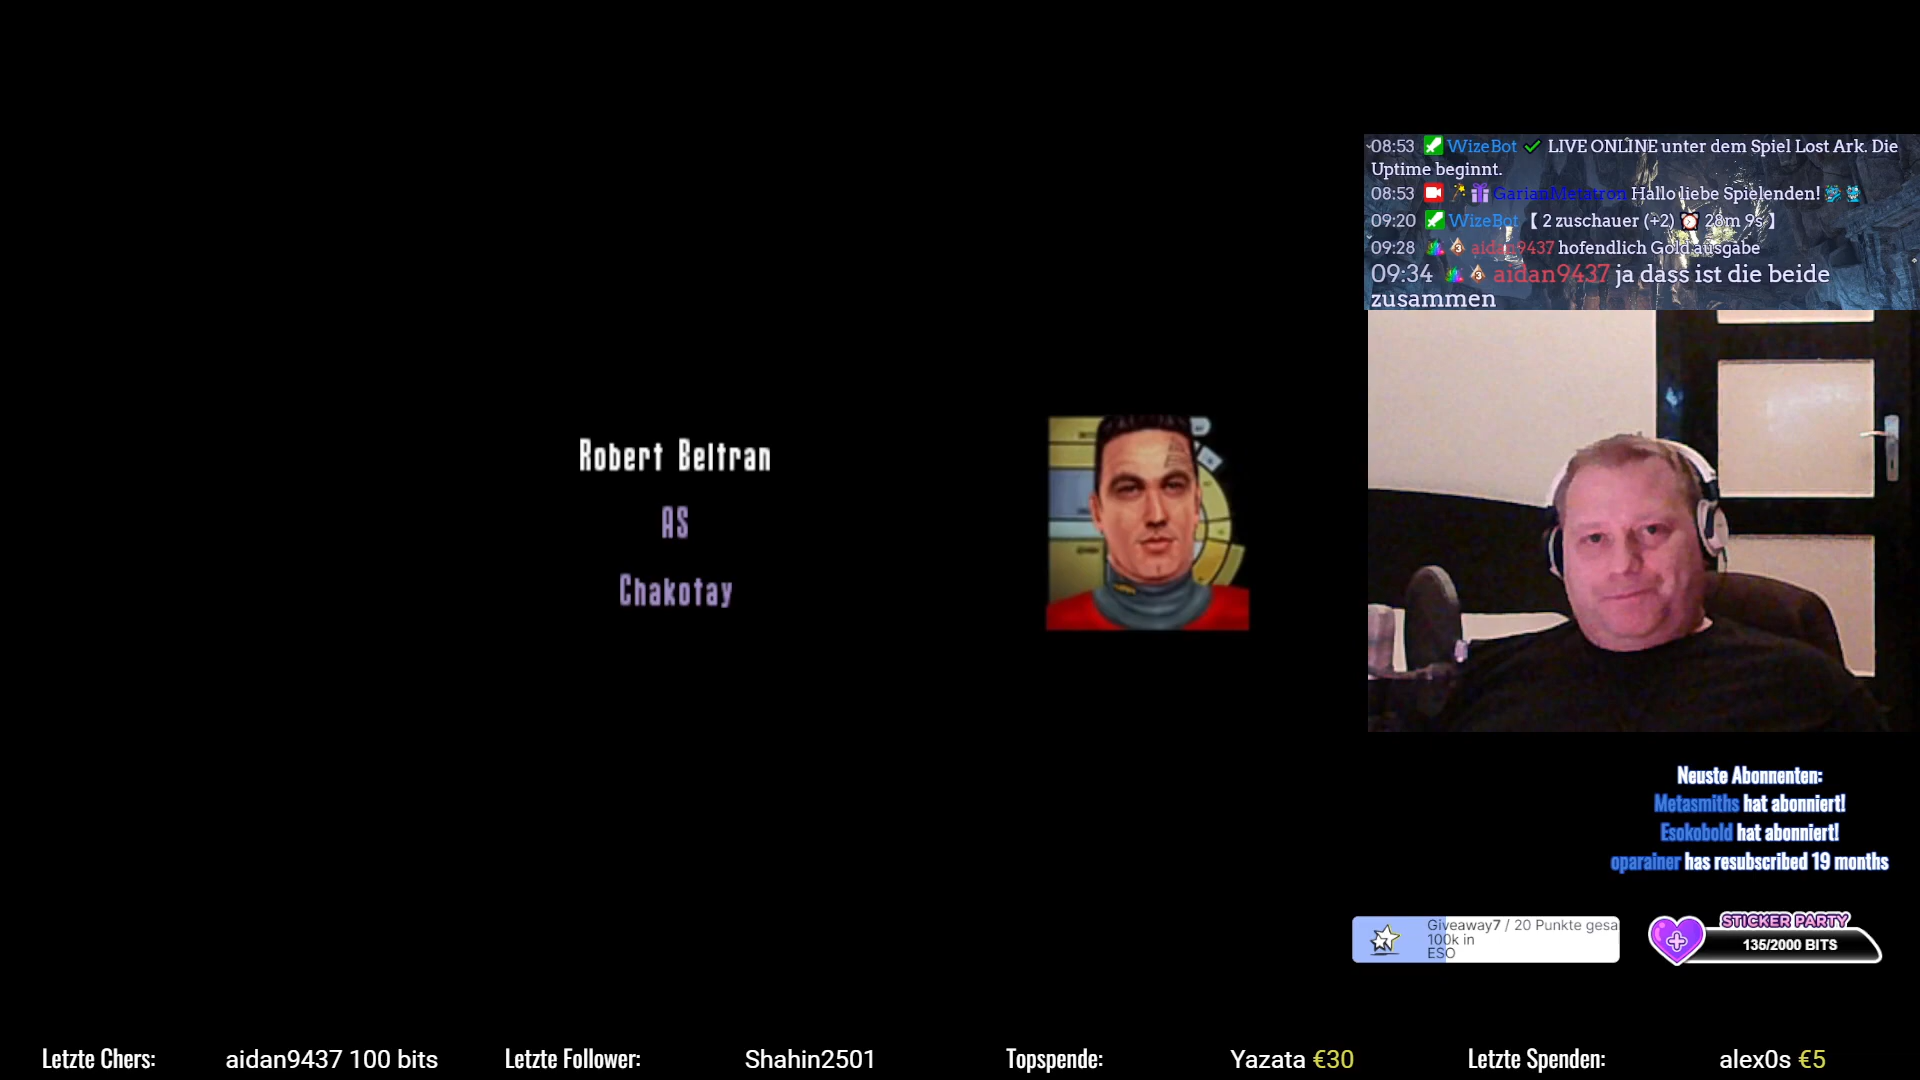 08:53 WizeBot LIVE ONLINE unter dem Spiel Lost Ark. Die
Uptime beginnt.
08:53 GarianMetatron Hallo liebe Spielenden!
09:20 WizeBot 【 2 zuschauer (+2) 28m 9s 】
09:28 aidan9437 hofendlich Gold ausgabe
09:34 aidan9437 ja dass ist die beide
zusammen
Robert Beltran
AS
Chakotay
Neuste Abonnenten:
Metasmiths hat abonniert!
Esokobold hat abonniert!
oparainer has resubscribed 19 months
Giveaway7 / 20 Punkte gesa
100k in
ESO
STICKER PARTY
135/2000 BITS
Letzte Chers: aidan9437 100 bits Letzte Follower: Shahin2501 Topspende: Yazata €30 Letzte Spenden: alex0s €5